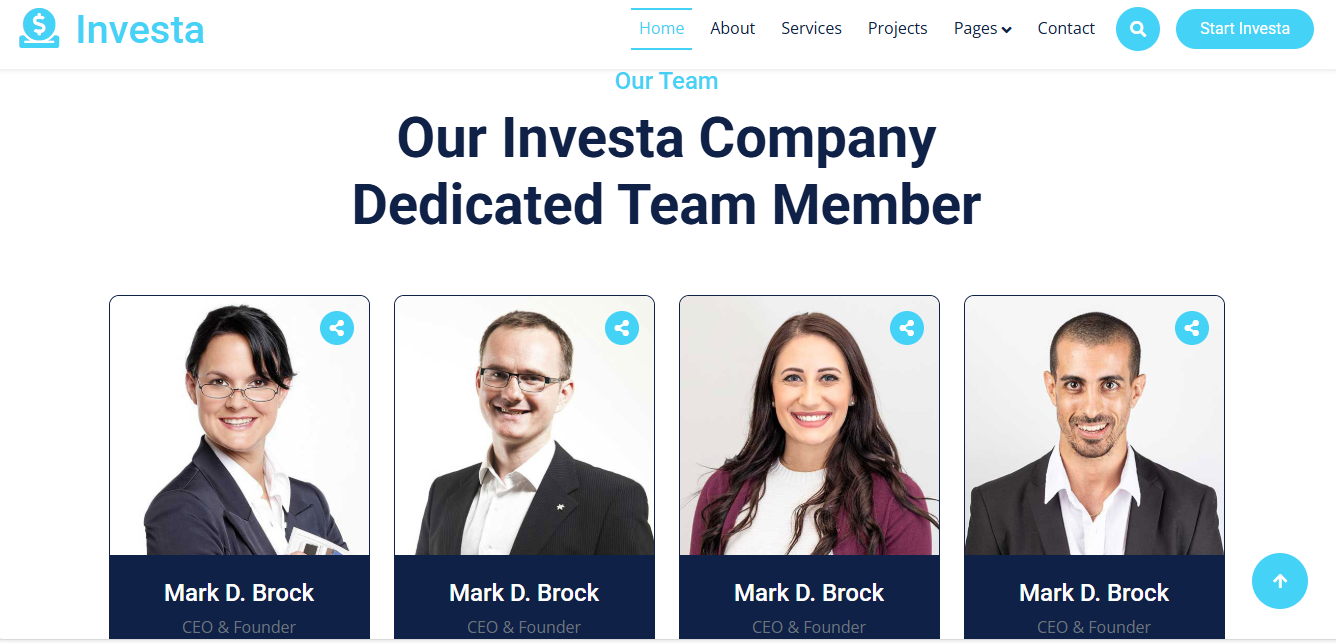 Investa
Home About Services Projects Pages Contact Start Investa
Our Team
Our Investa Company
Dedicated Team Member
Mark D. Brock Mark D. Brock Mark D. Brock Mark D. Brock
CEO & Founder CEO & Founder CEO & Founder CEO & Founder